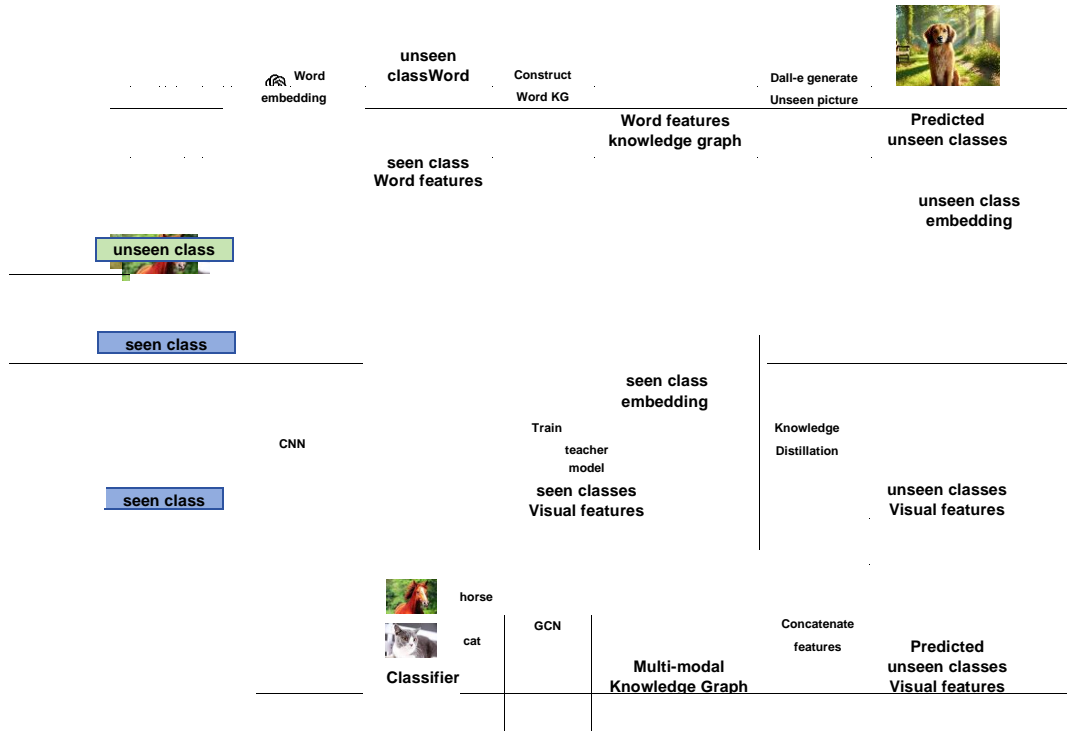 Word
embedding
unseen
classWord
Construct
Word KG
Dall-e generate
Unseen picture
Word features
knowledge graph
Predicted
unseen classes
seen class
Word features
unseen class
embedding
unseen class
seen class
seen class
embedding
CNN
Train
teacher
model
Knowledge
Distillation
seen class
seen classes
Visual features
unseen classes
Visual features
horse
cat
Classifier
GCN
Multi-modal
Knowledge Graph
Concatenate
features
Predicted
unseen classes
Visual features